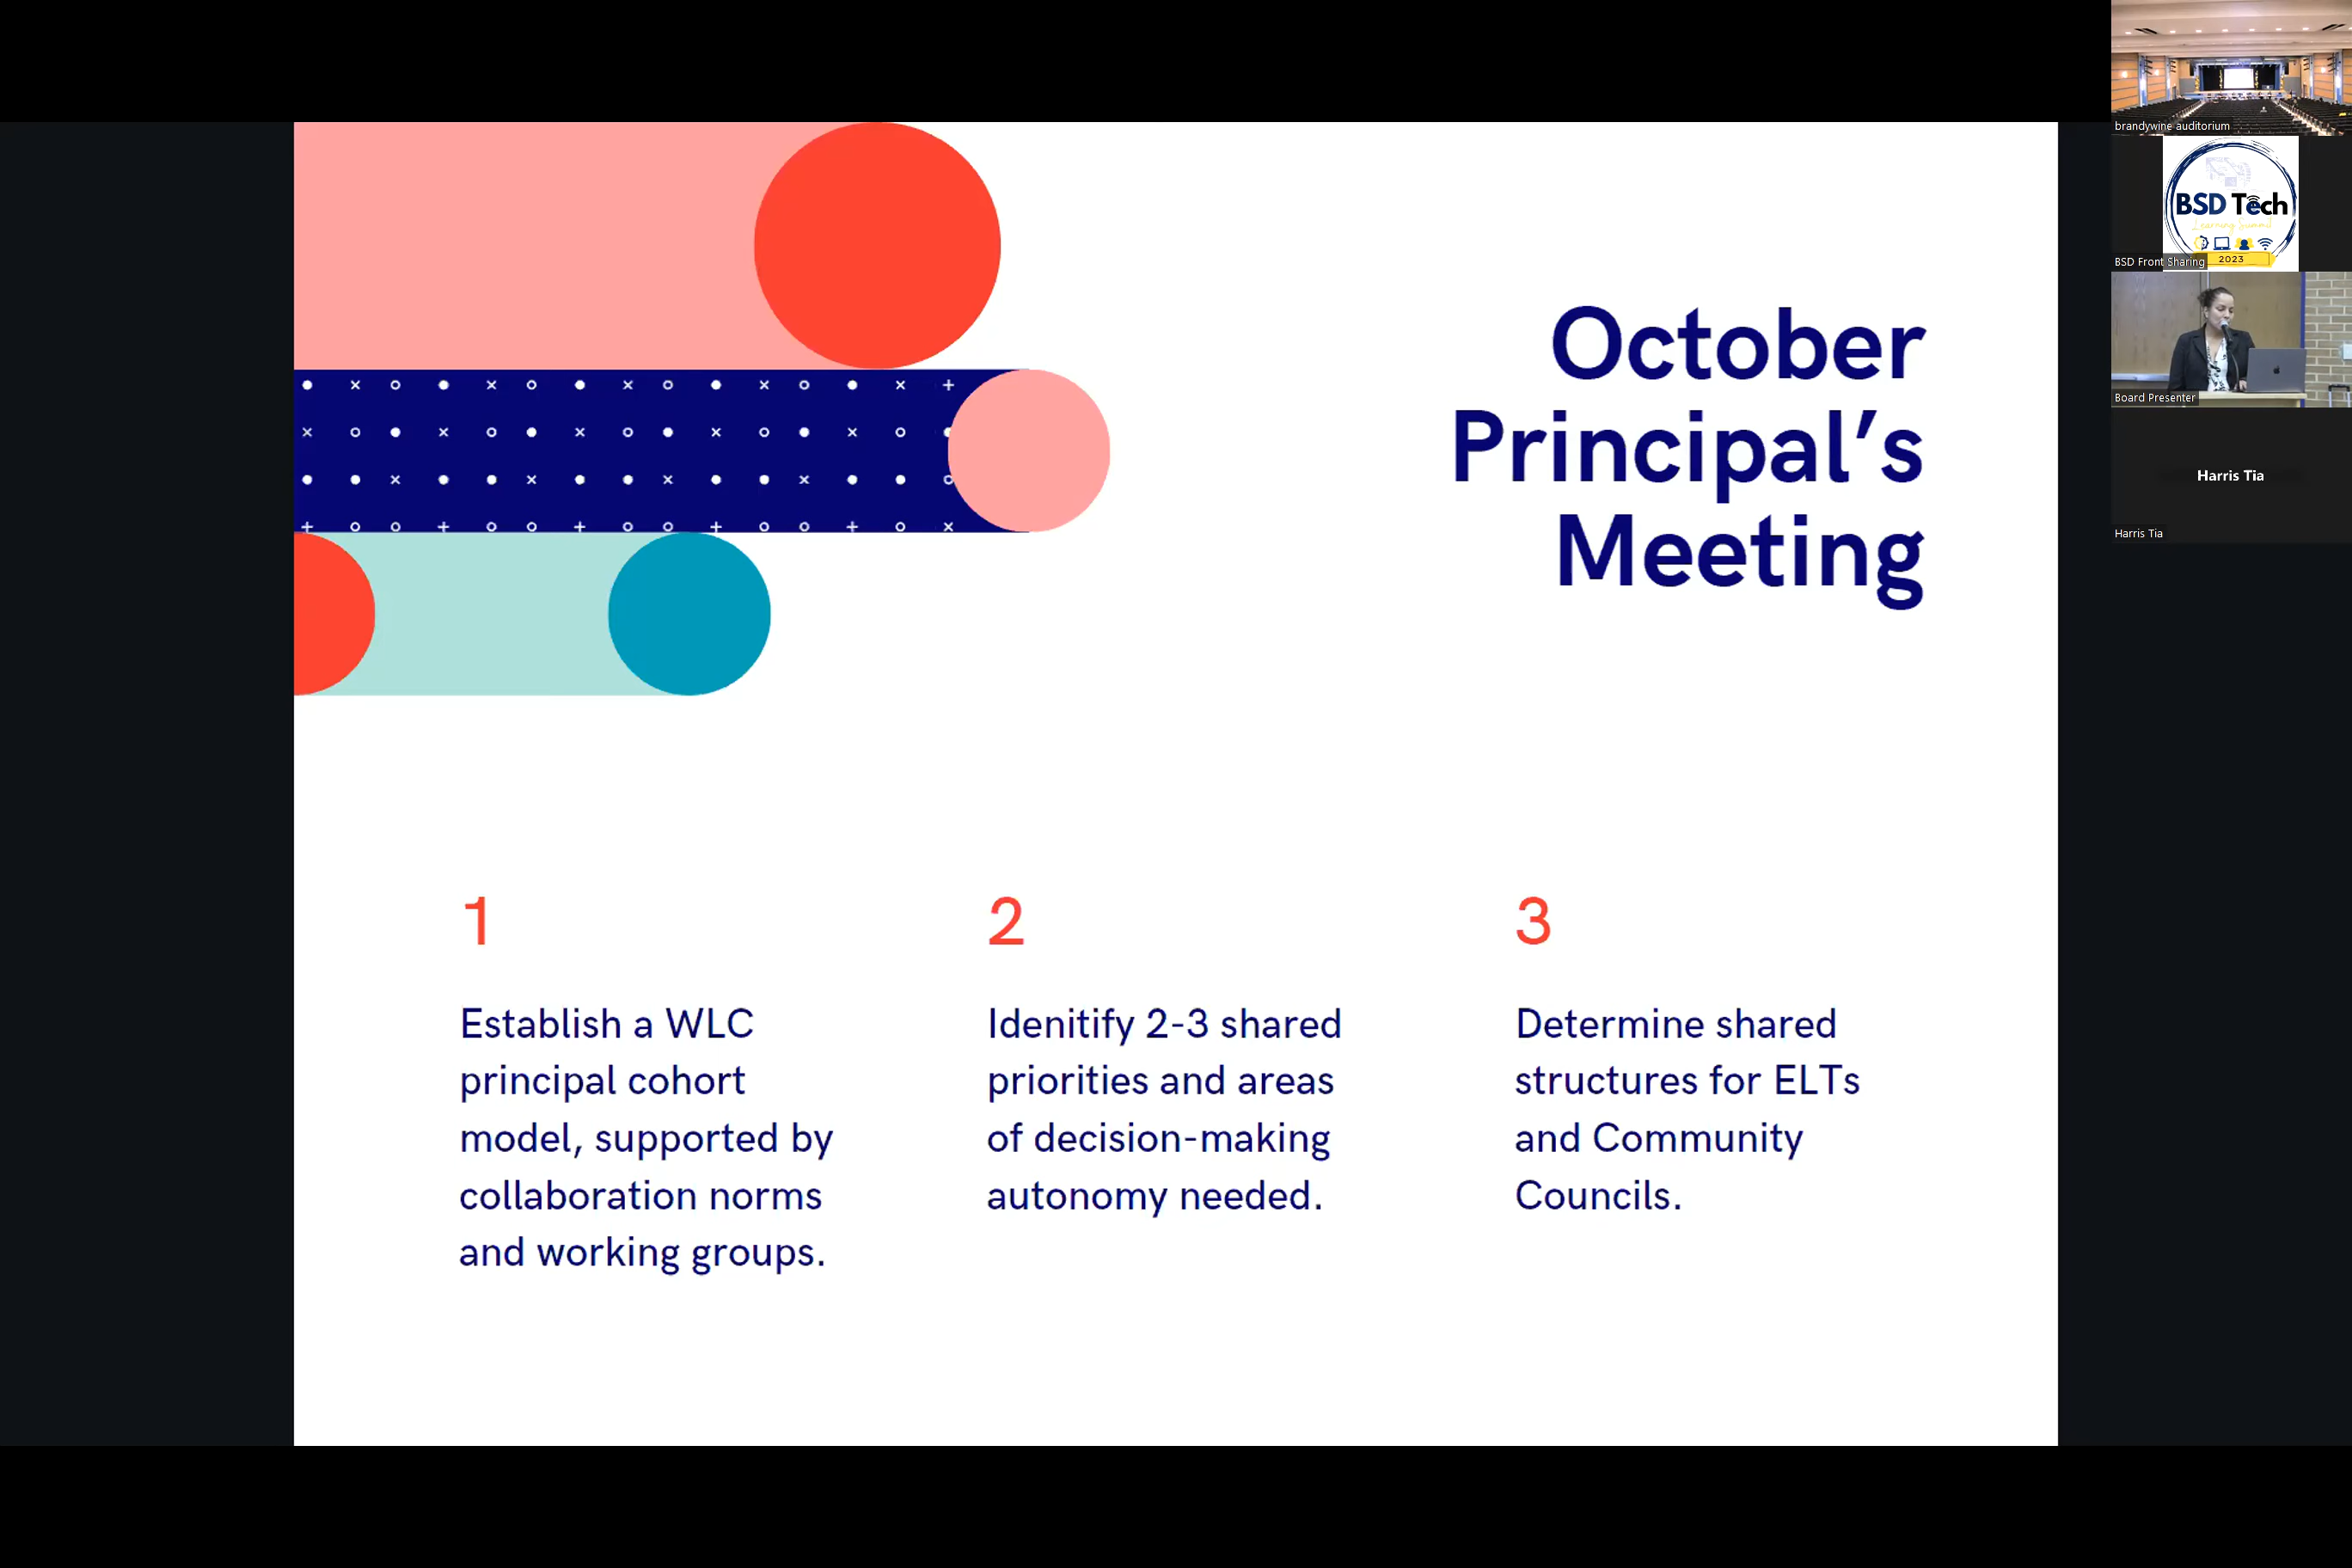 October
Principal’s
Meeting
1
Establish a WLC
principal cohort
model, supported by
collaboration norms
and working groups.
2
Idenitify 2-3 shared
priorities and areas
of decision-making
autonomy needed.
3
Determine shared
structures for ELTs
and Community
Councils.
brandywine auditorium
BSD Tech
Learning Summit
2023
BSD Front Sharing
Board Presenter
Harris Tia
Harris Tia